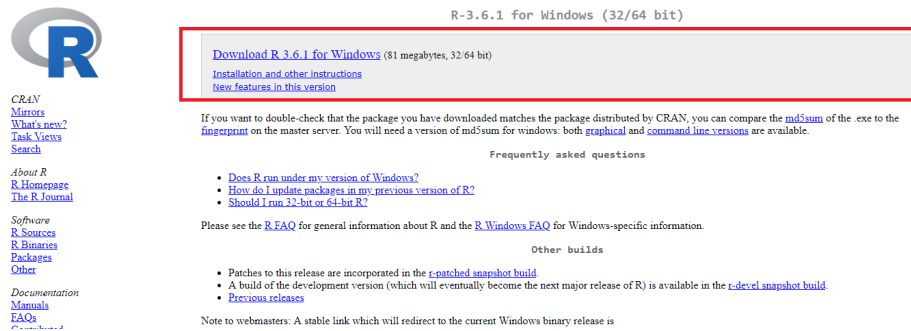 R-3.6.1 for Windows (32/64 bit)
R
Download R 3.6.1 for Windows (81 megabytes, 32/64 bit)
Installation and other instructions
New features in this version
CRAN
Mirrors
What's new?
Task Views
Search
About R
R Homepage
The R Journal
Software
R Sources
R Binaries
Packages
Other
Documentation
Manuals
FAQs
Contributed
If you want to double-check that the package you have downloaded matches the package distributed by CRAN, you can compare the md5sum of the .exe to the
fingerprint on the master server. You will need a version of md5sum for windows: both graphical and command line versions are available.
Frequently asked questions
Does R run under my version of Windows?
How do I update packages in my previous version of R?
Should I run 32-bit or 64-bit R?
Please see the R FAQ for general information about R and the R Windows FAQ for Windows-specific information.
Other builds
Patches to this release are incorporated in the r-patched snapshot build.
A build of the development version (which will eventually become the next major release of R) is available in the r-devel snapshot build.
Previous releases
Note to webmasters: A stable link which will redirect to the current Windows binary release is